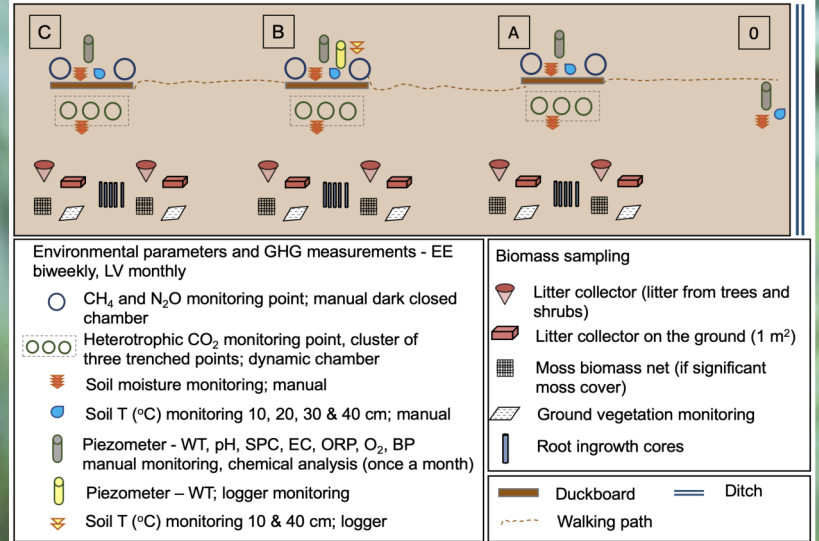 C
B
A
0
Environmental parameters and GHG measurements - EE
biweekly, LV monthly
CH₄ and N₂O monitoring point; manual dark closed
chamber
Heterotrophic CO₂ monitoring point, cluster of
three trenched points; dynamic chamber
Soil moisture monitoring; manual
Soil T (ºC) monitoring 10, 20, 30 & 40 cm; manual
Piezometer - WT, pH, SPC, EC, ORP, O₂, BP
manual monitoring, chemical analysis (once a month)
Piezometer – WT; logger monitoring
Soil T (ºC) monitoring 10 & 40 cm; logger
Biomass sampling
Litter collector (litter from trees and
shrubs)
Litter collector on the ground (1 m²)
Moss biomass net (if significant
moss cover)
Ground vegetation monitoring
Root ingrowth cores
Duckboard
Ditch
Walking path